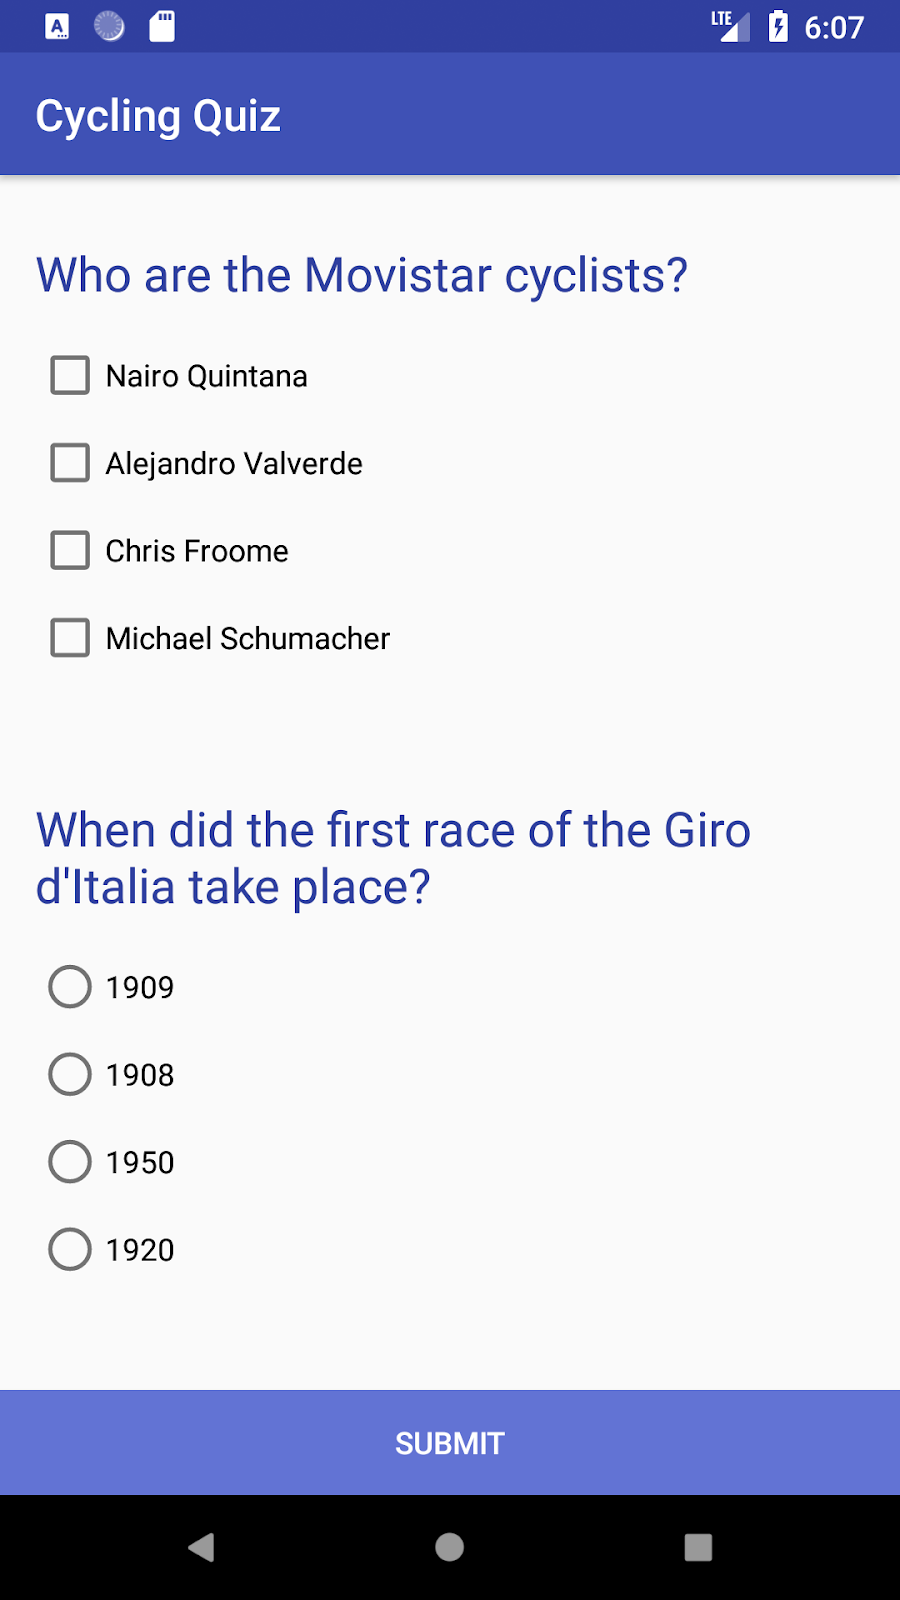 A
LTE
6:07
Cycling Quiz
Who are the Movistar cyclists?
Nairo Quintana
Alejandro Valverde
Chris Froome
Michael Schumacher
When did the first race of the Giro
d'Italia take place?
1909
1908
1950
1920
SUBMIT